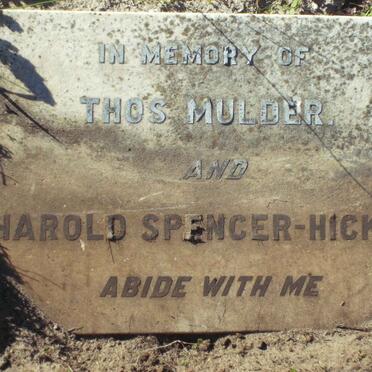 IN MEMORY OF
THOS MULDER.
AND
HAROLD SPENCER-HICK
ABIDE WITH ME